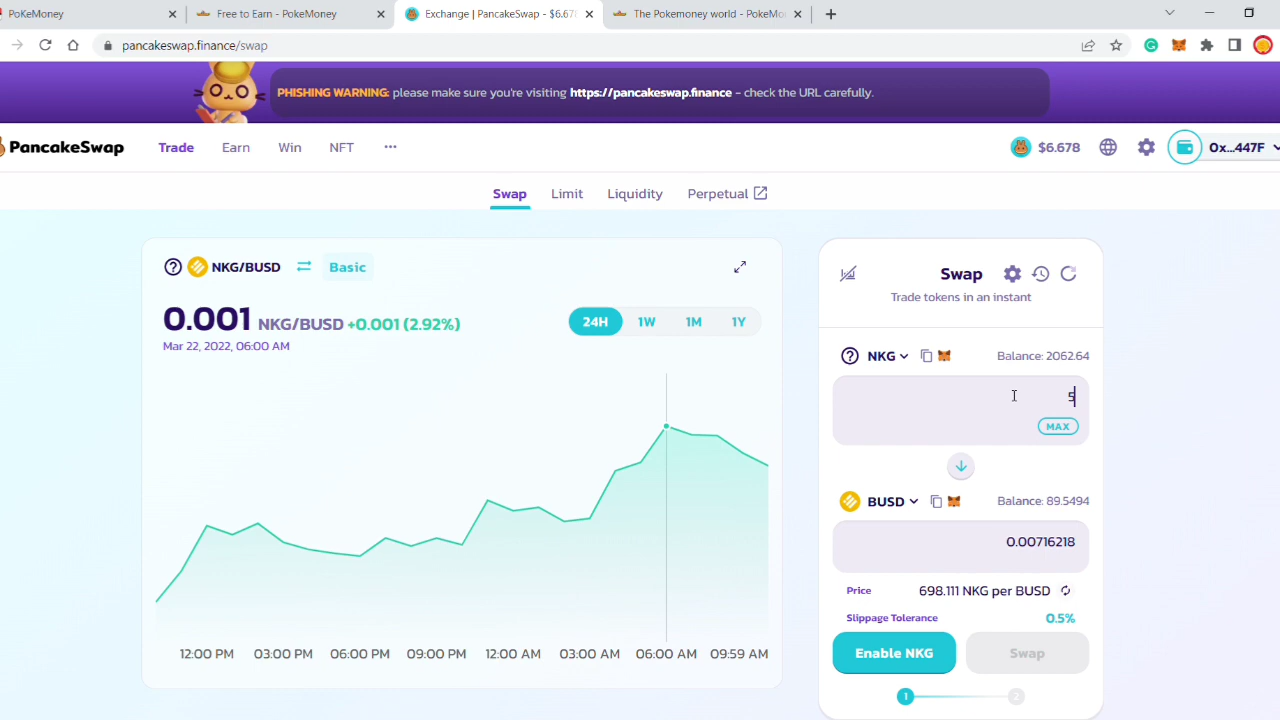 PoKeMoney
Free to Earn - PokeMoney
Exchange | PancakeSwap - $6.678
The Pokemoney world - PokeMo
pancakeswap.finance/swap
PHISHING WARNING: please make sure you're visiting https://pancakeswap.finance - check the URL carefully.
PancakeSwap
Trade
Earn
Win
NFT
$6.678
0x...447F
Swap
Limit
Liquidity
Perpetual
NKG/BUSD
Basic
0.001 NKG/BUSD +0.001 (2.92%)
Mar 22, 2022, 06:00 AM
24H
1W
1M
1Y
12:00 PM
03:00 PM
06:00 PM
09:00 PM
12:00 AM
03:00 AM
06:00 AM
09:59 AM
Swap
Trade tokens in an instant
NKG
Balance: 2062.64
5
MAX
BUSD
Balance: 89.5494
0.00716218
Price
698.111 NKG per BUSD
Slippage Tolerance
0.5%
Enable NKG
Swap
1
2